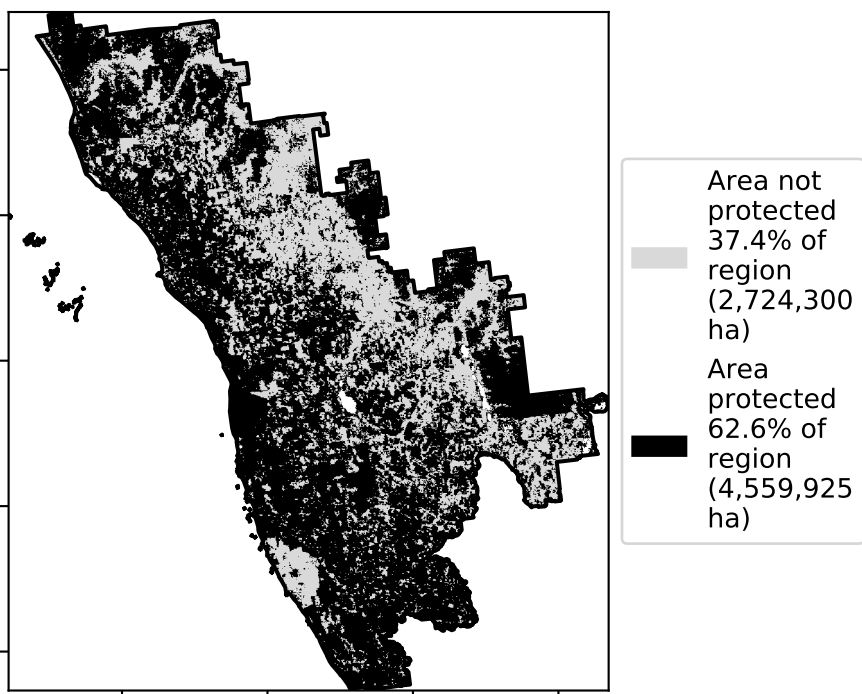 Area not
protected
37.4% of
region
(2,724,300
ha)
Area
protected
62.6% of
region
(4,559,925
ha)